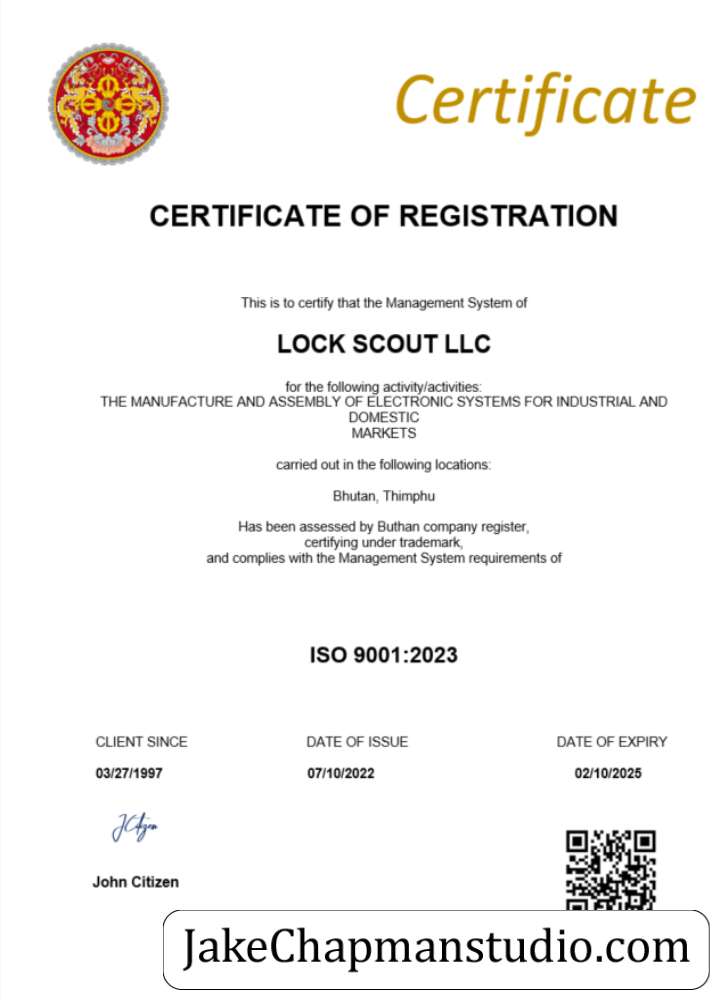 Certificate
CERTIFICATE OF REGISTRATION
This is to certify that the Management System of
LOCK SCOUT LLC
for the following activity/activities:
THE MANUFACTURE AND ASSEMBLY OF ELECTRONIC SYSTEMS FOR INDUSTRIAL AND
DOMESTIC
MARKETS
carried out in the following locations:
Bhutan, Thimphu
Has been assessed by Buthan company register,
certifying under trademark,
and complies with the Management System requirements of
ISO 9001:2023
CLIENT SINCE DATE OF ISSUE DATE OF EXPIRY
03/27/1997 07/10/2022 02/10/2025
JCitizen
John Citizen
JakeChapmanstudio.com